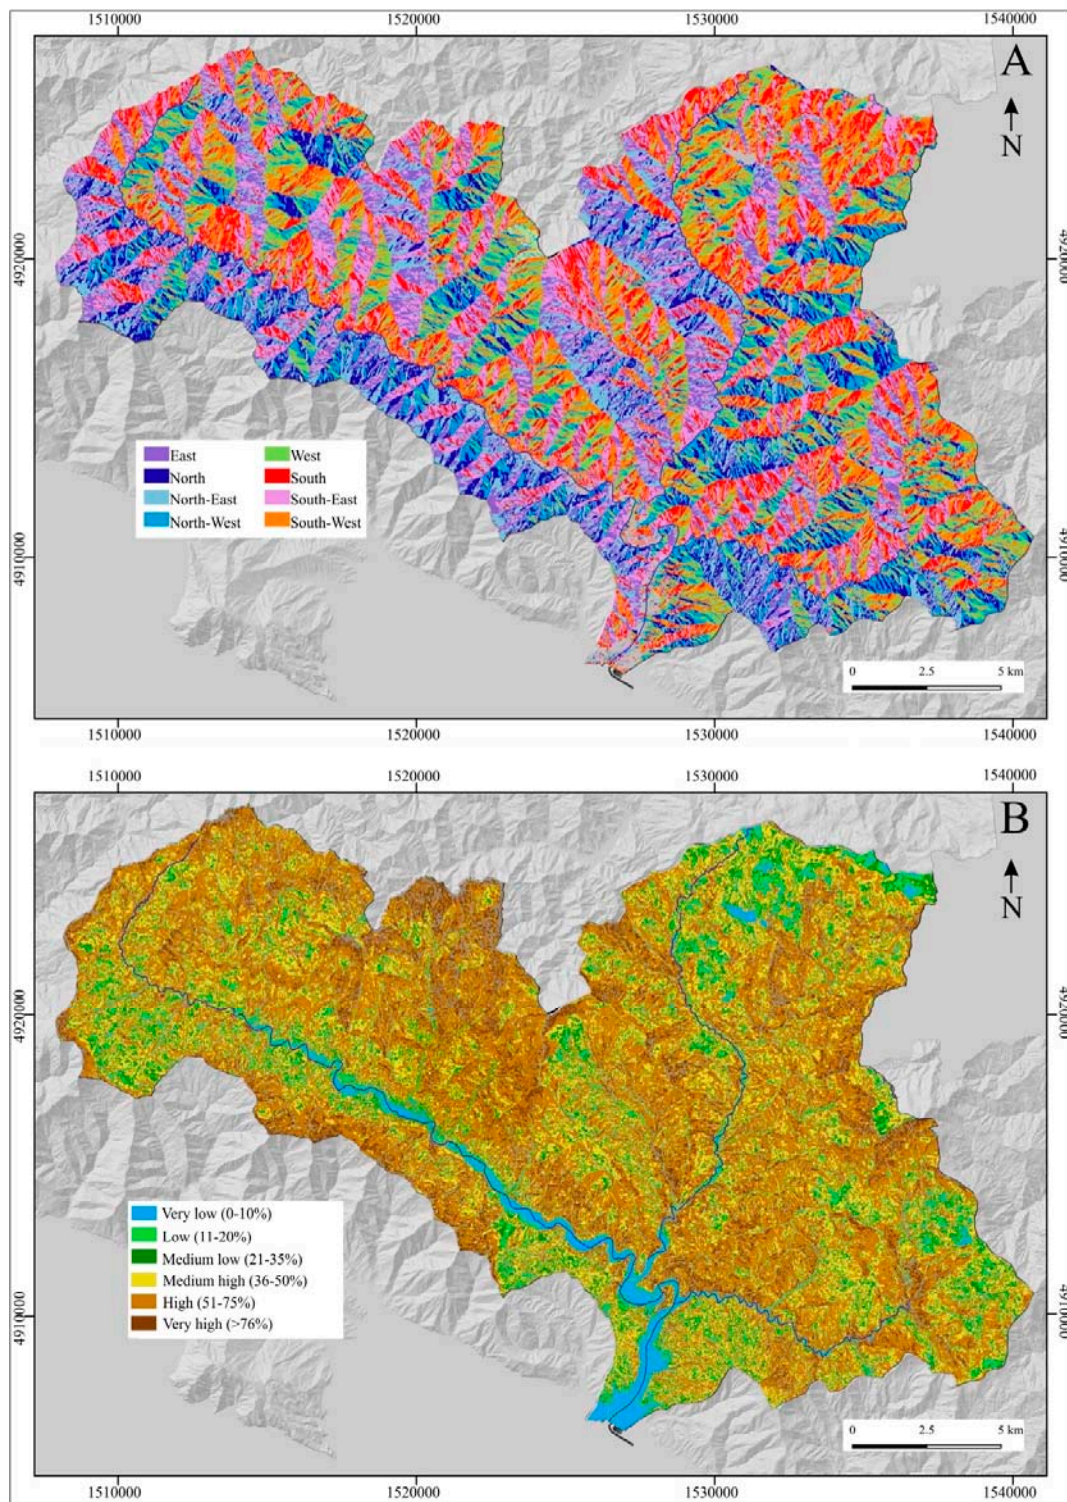 1510000 1520000 1530000 1540000
A
N
4920000 4920000
East West
North South
North-East South-East
North-West South-West
4910000 4910000
0 2.5 5 km
1510000 1520000 1530000 1540000
1510000 1520000 1530000 1540000
B
N
4920000 4920000
Very low (0-10%)
Low (11-20%)
Medium low (21-35%)
Medium high (36-50%)
High (51-75%)
Very high (>76%)
4910000 4910000
0 2.5 5 km
1510000 1520000 1530000 1540000